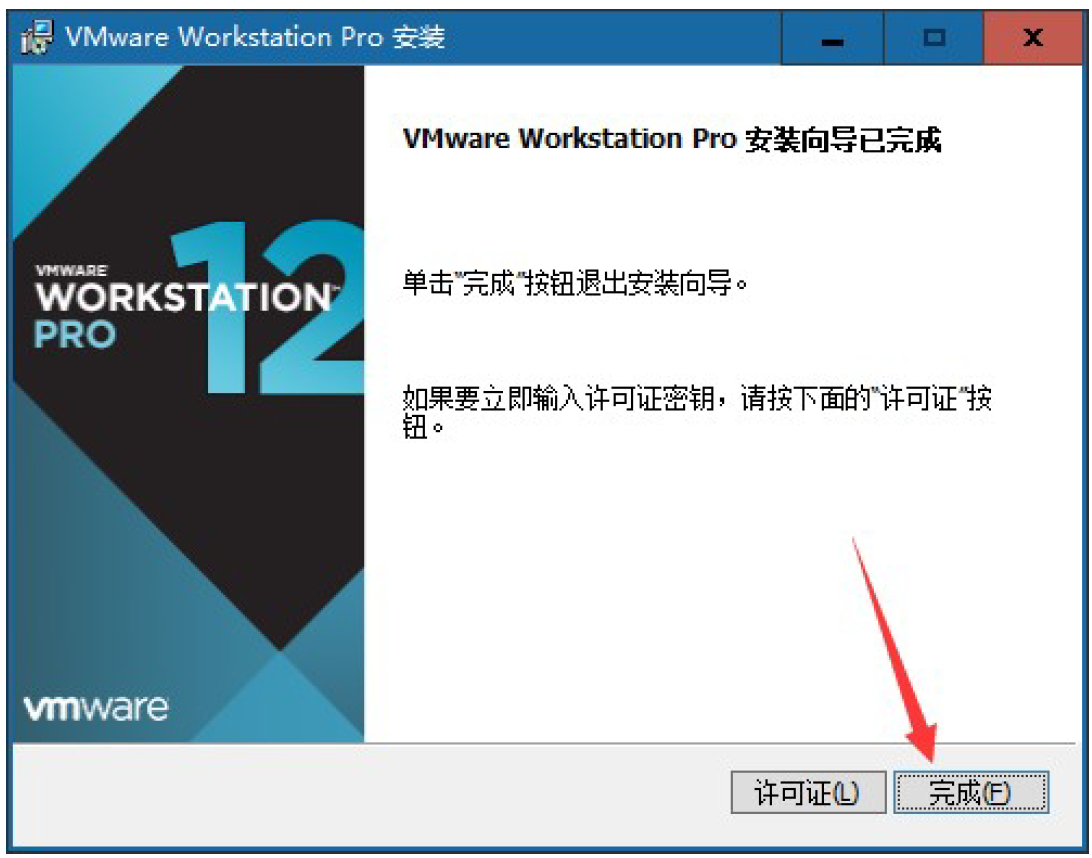 VMware Workstation Pro 安装
VMware Workstation Pro 安装向导已完成
单击"完成"按钮退出安装向导。
如果要立即输入许可证密钥，请按下面的"许可证"按
钮。
VMWARE
WORKSTATION™
PRO
12
vmware
许可证(L)
完成(F)